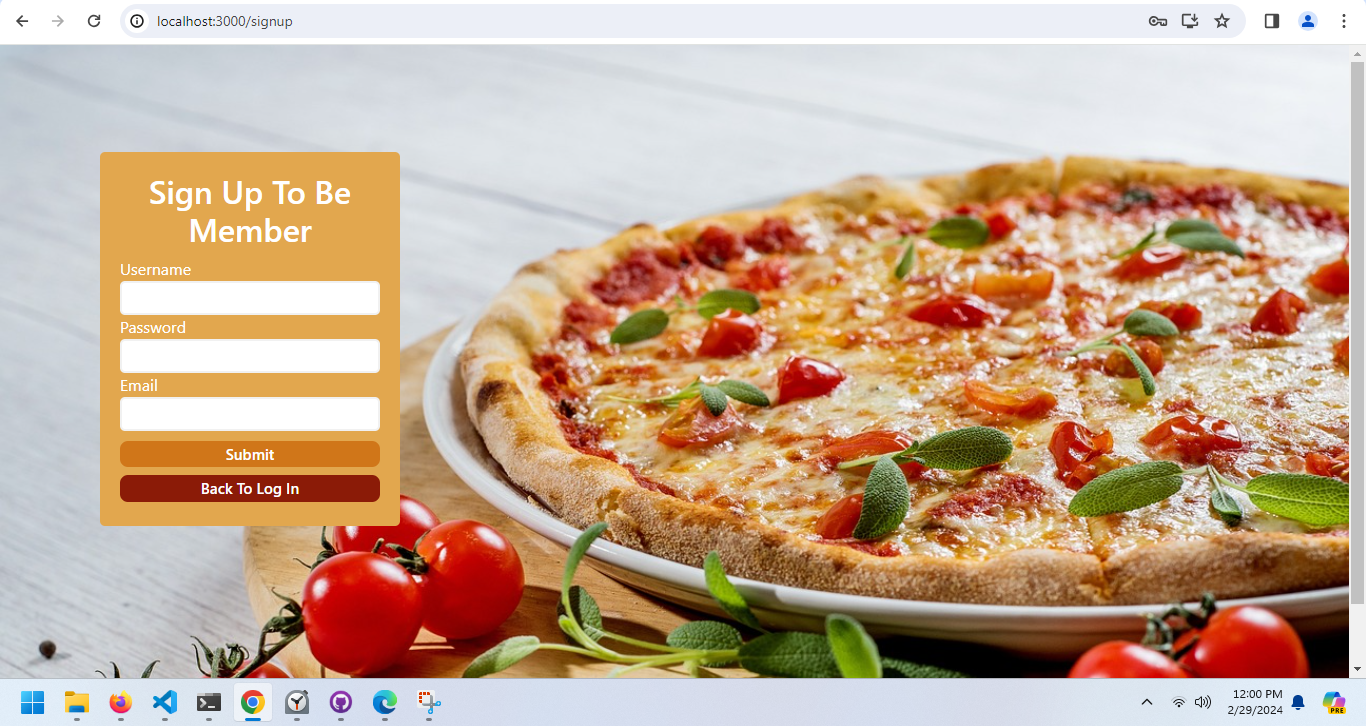 localhost:3000/signup
Sign Up To Be
Member
Username
Password
Email
Submit
Back To Log In
12:00 PM
2/29/2024
PRE